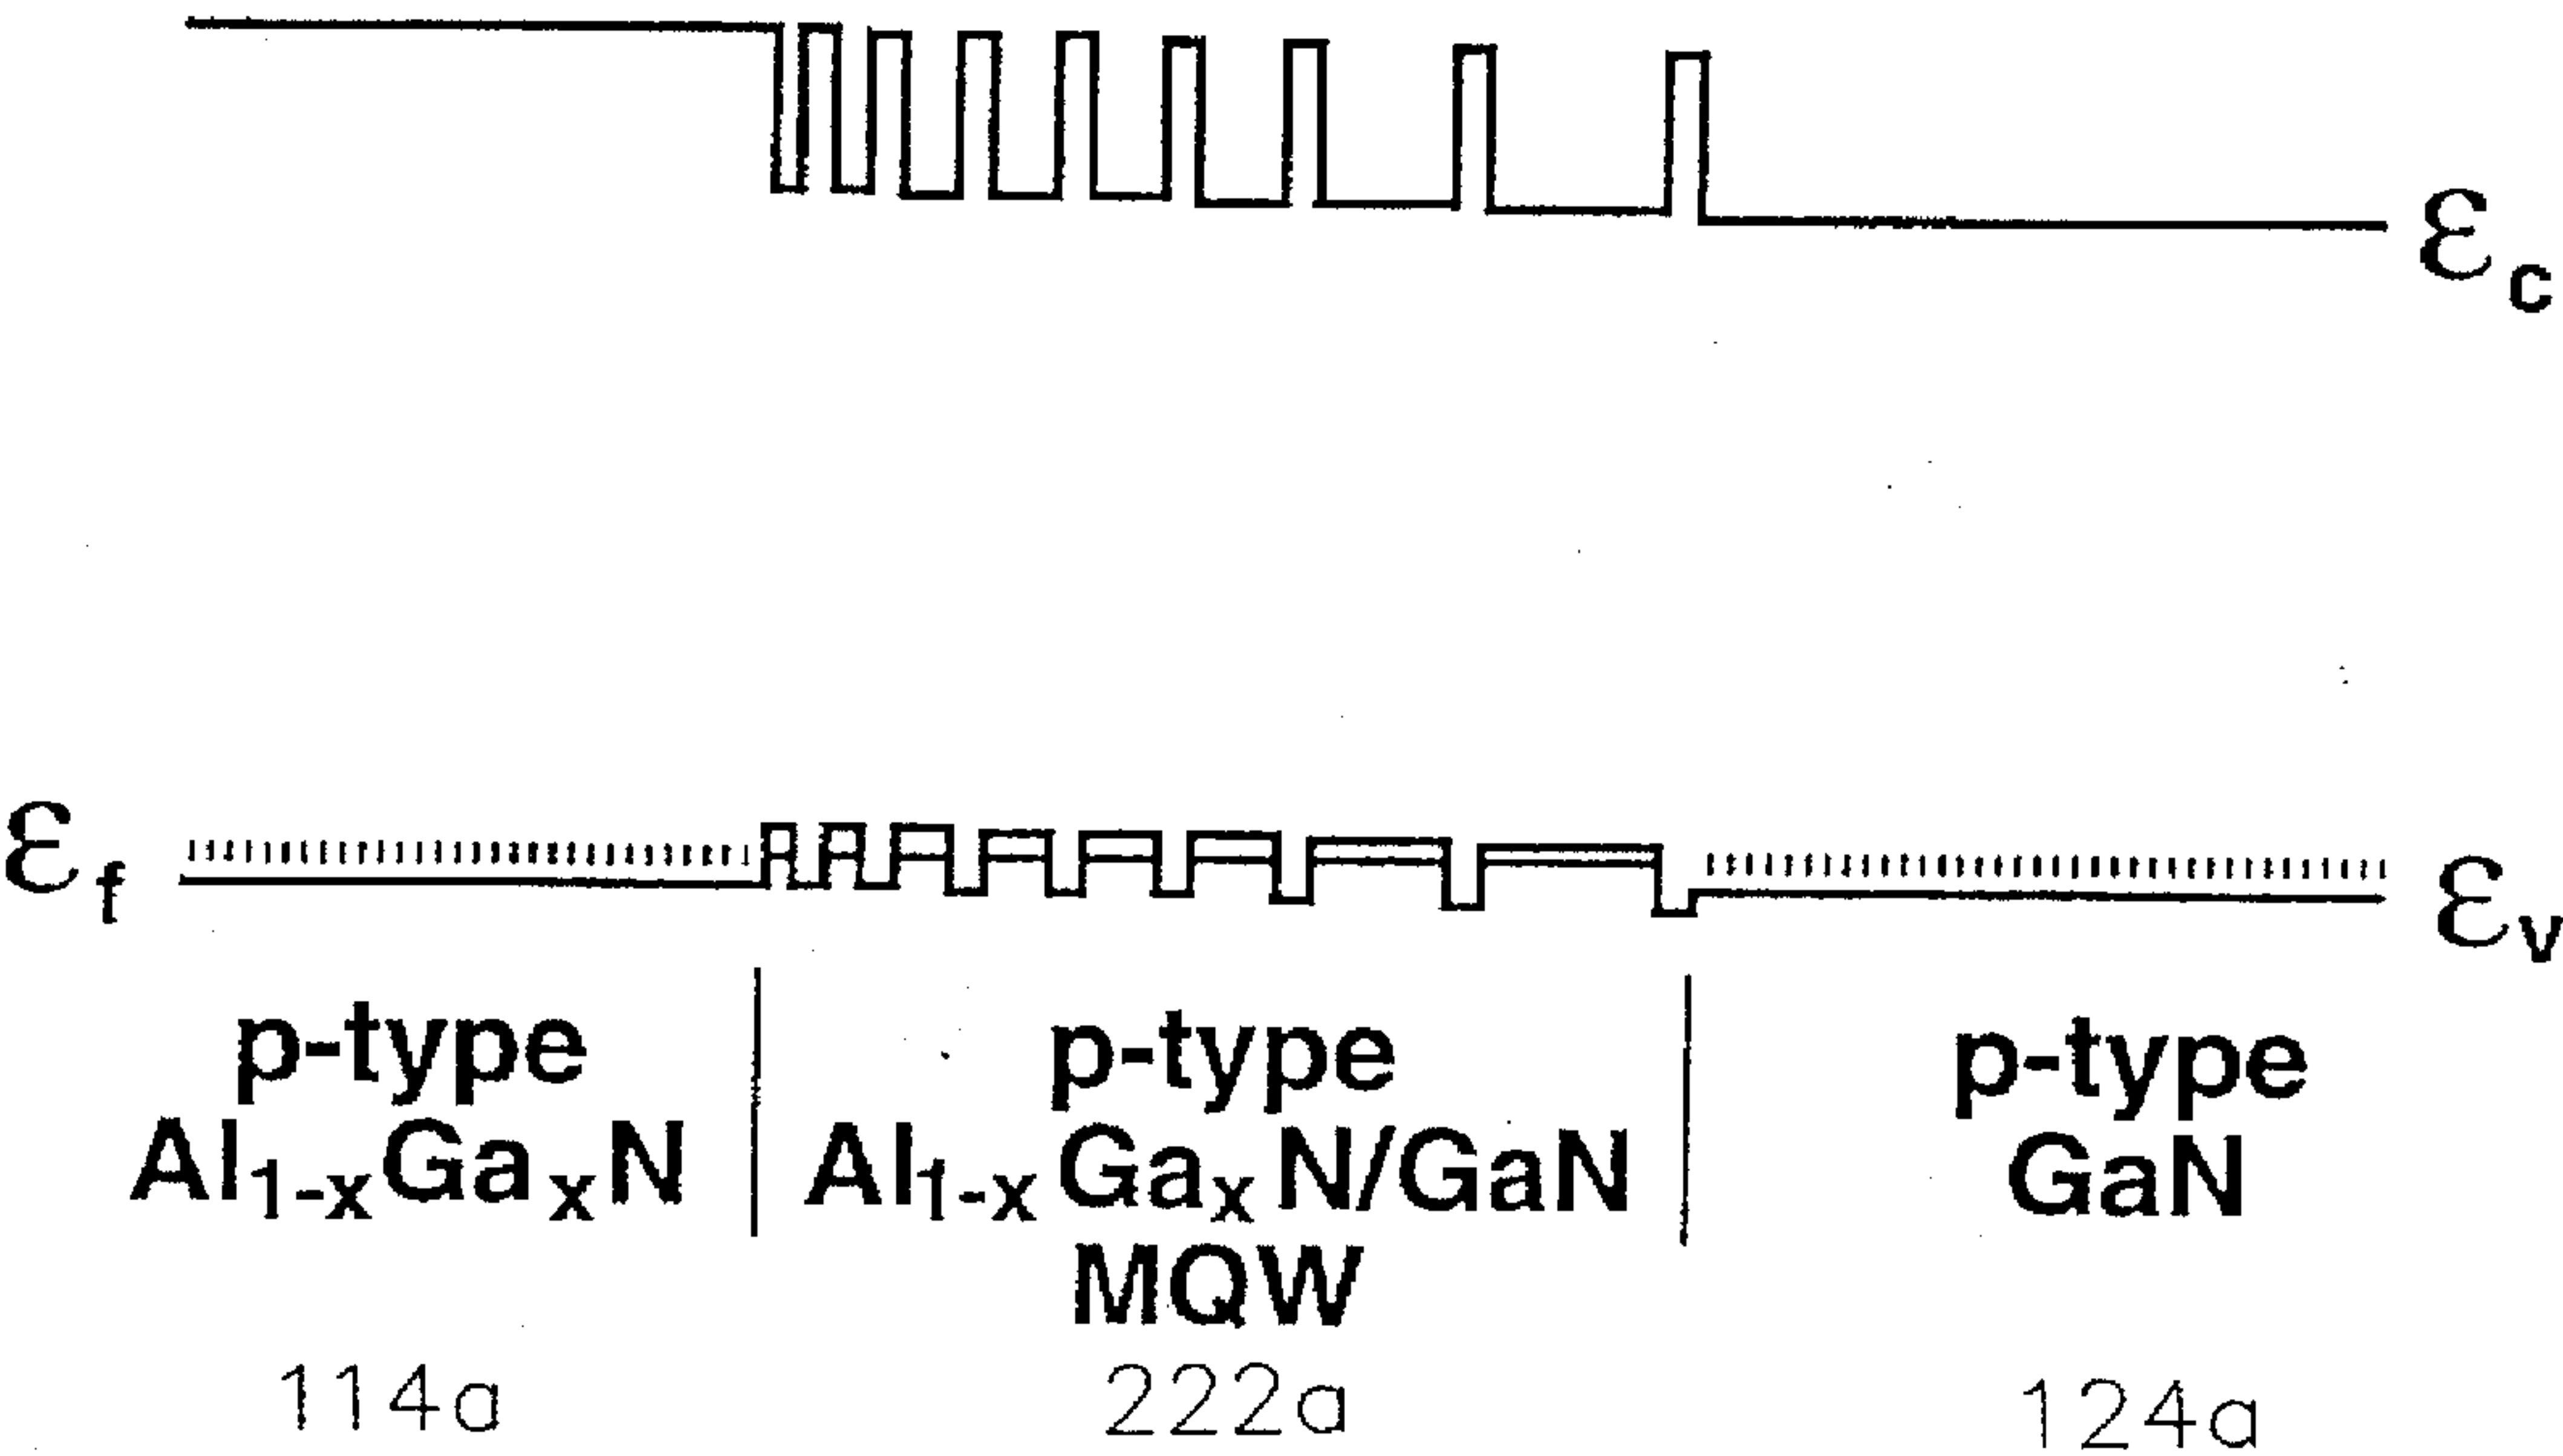 εc
εf
εv
p-type
Al1-xGaxN
p-type
Al1-xGaxN/GaN
MQW
p-type
GaN
114a
222a
124a